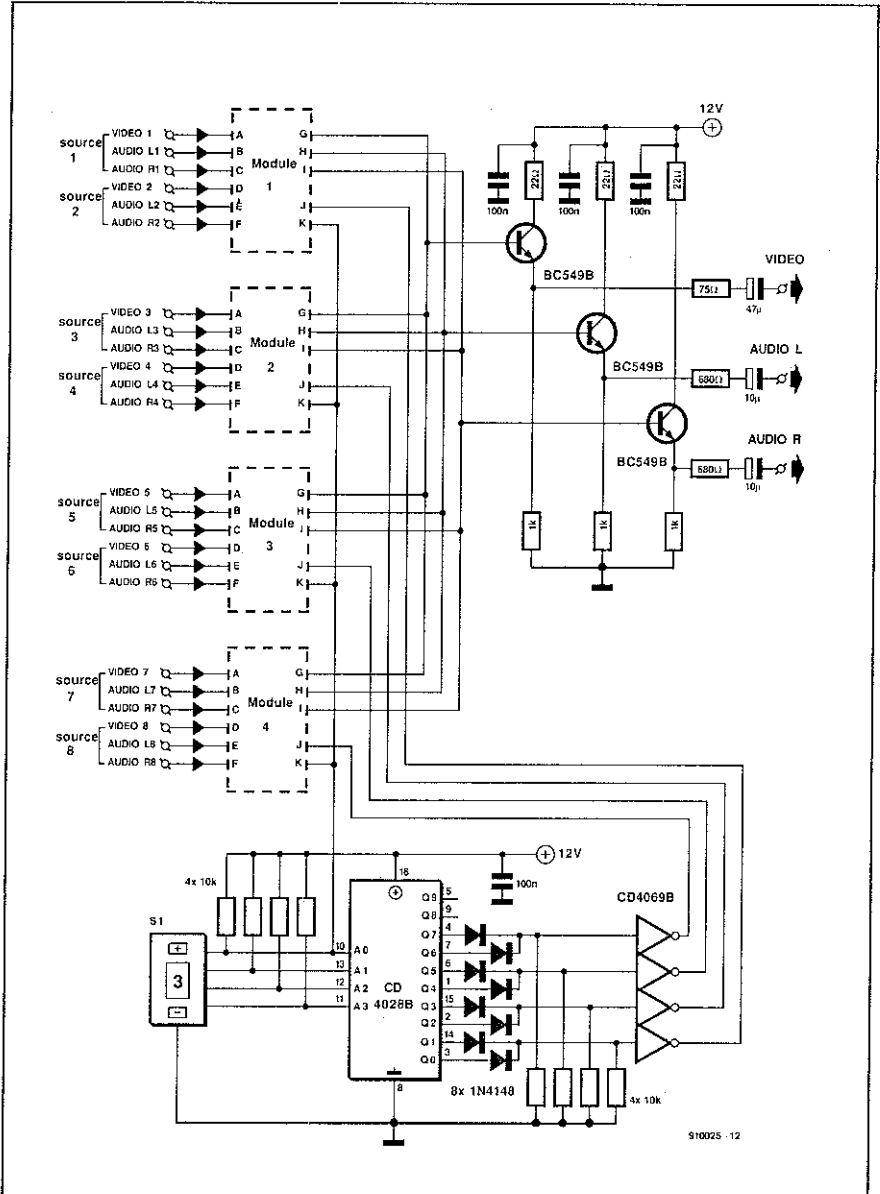 12V
source
1
VIDEO 1
AUDIO L1
AUDIO R1
source
2
VIDEO 2
AUDIO L2
AUDIO R2
A
B
C
D
E
F
Module
1
G
H
I
J
K
100n
22Ω
100n
22Ω
100n
22Ω
BC549B
VIDEO
75Ω
47µ
source
3
VIDEO 3
AUDIO L3
AUDIO R3
source
4
VIDEO 4
AUDIO L4
AUDIO R4
A
B
C
D
E
F
Module
2
G
H
I
J
K
BC549B
AUDIO L
680Ω
10µ
BC549B
AUDIO R
680Ω
10µ
source
5
VIDEO 5
AUDIO L5
AUDIO R5
source
6
VIDEO 6
AUDIO L6
AUDIO R6
A
B
C
D
E
F
Module
3
G
H
I
J
K
1k
1k
1k
source
7
VIDEO 7
AUDIO L7
AUDIO R7
source
8
VIDEO 8
AUDIO L8
AUDIO R8
A
B
C
D
E
F
Module
4
G
H
I
J
K
12V
4x 10k
16
100n
CD4069B
S1
+
3
−
10
13
12
11
A0
A1
A2
A3
CD
4028B
Q9 5
Q8 9
Q7 4
Q6 7
Q5 6
Q4 1
Q3 15
Q2 2
Q1 14
Q0 3
8
8x 1N4148
4x 10k
910025 - 12